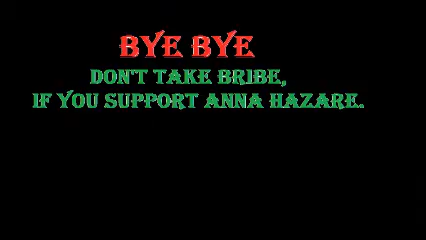 BYE BYE
DON'T TAKE BRIBE,
IF YOU SUPPORT ANNA HAZARE.